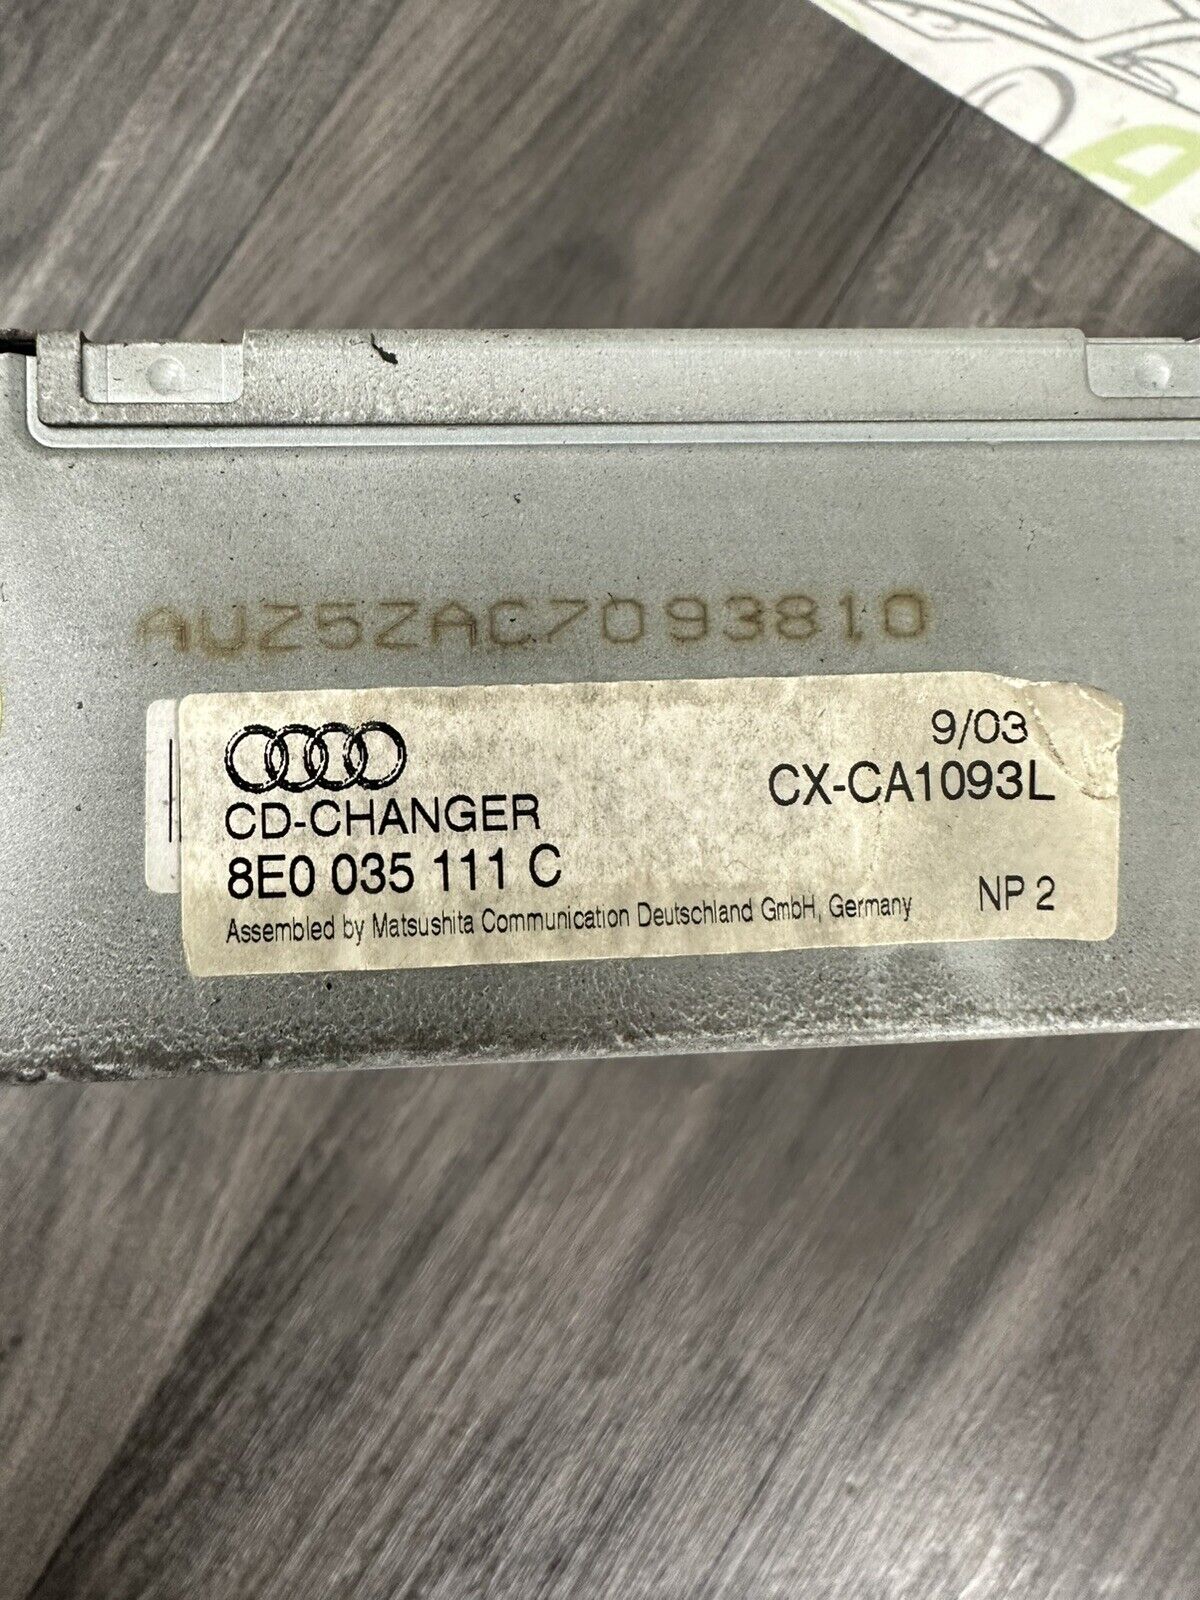 A
AUZ5ZAC7093810
9/03
CX-CA1093L
CD-CHANGER
8E0 035 111 C
NP 2
Assembled by Matsushita Communication Deutschland GmbH, Germany